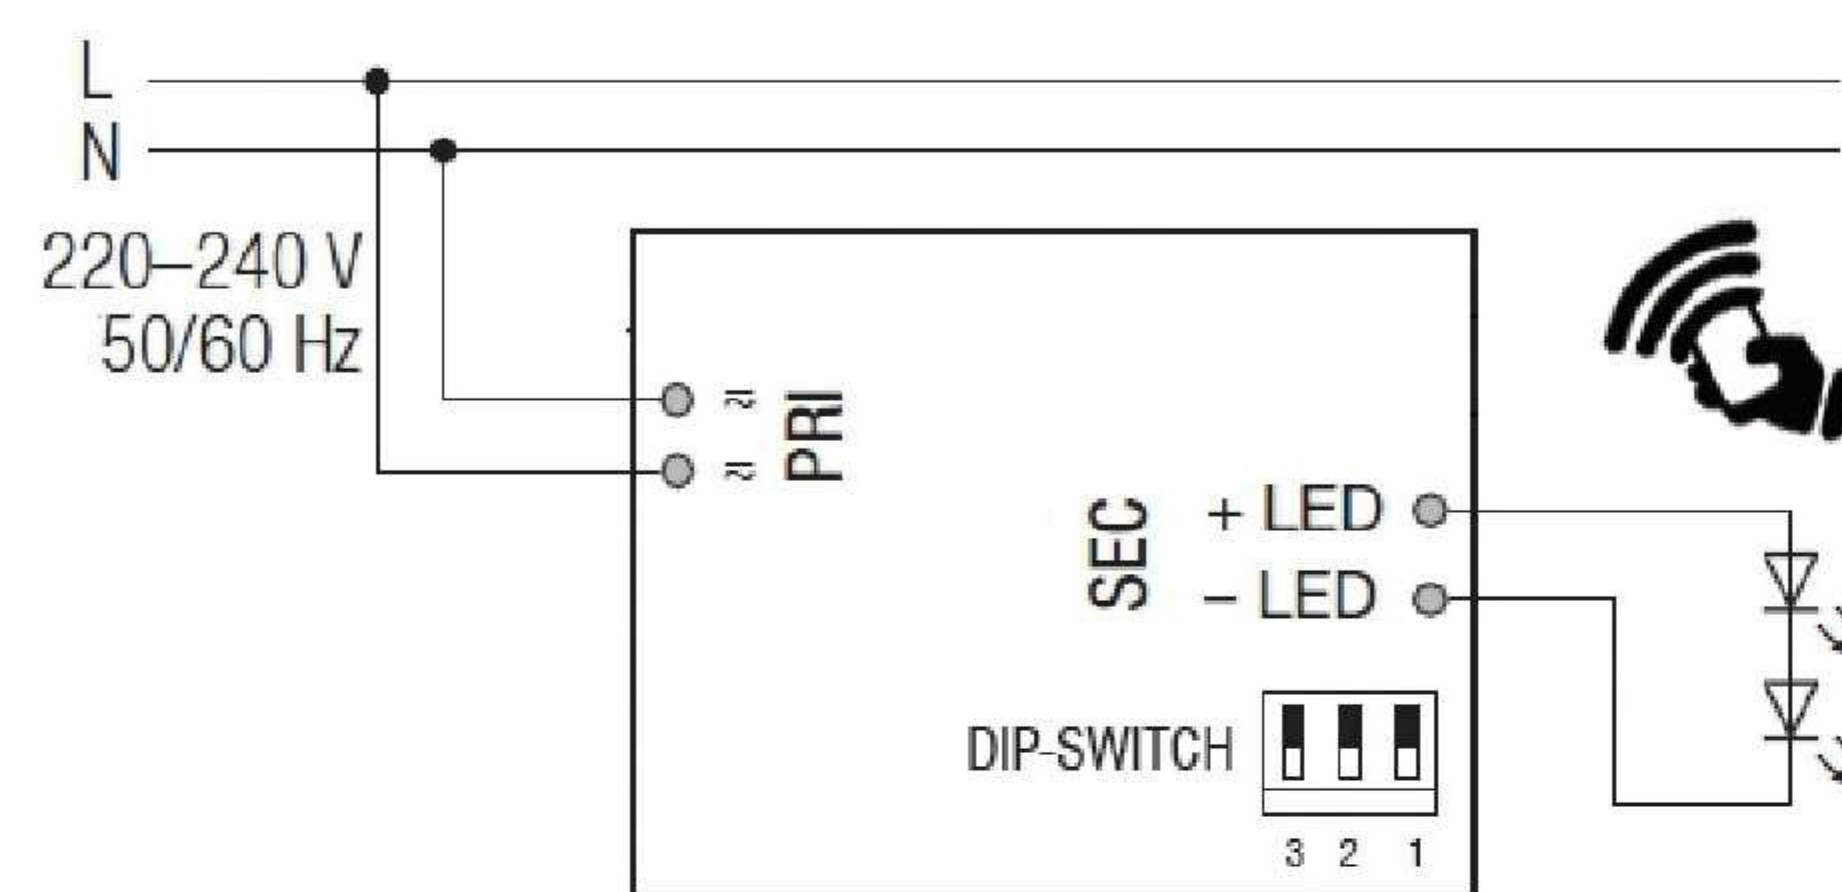 L
N
220–240 V
50/60 Hz
≈
≈
PRI
SEC
+ LED
– LED
DIP-SWITCH
3 2 1